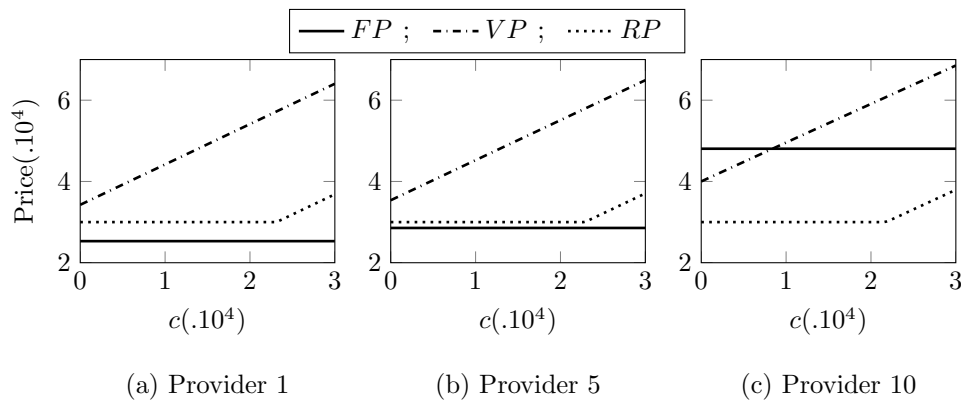 FP ; VP ; RP
Price(.10⁴)
6
4
2
0 1 2 3
c(.10⁴)
(a) Provider 1
6
4
2
0 1 2 3
c(.10⁴)
(b) Provider 5
6
4
2
0 1 2 3
c(.10⁴)
(c) Provider 10